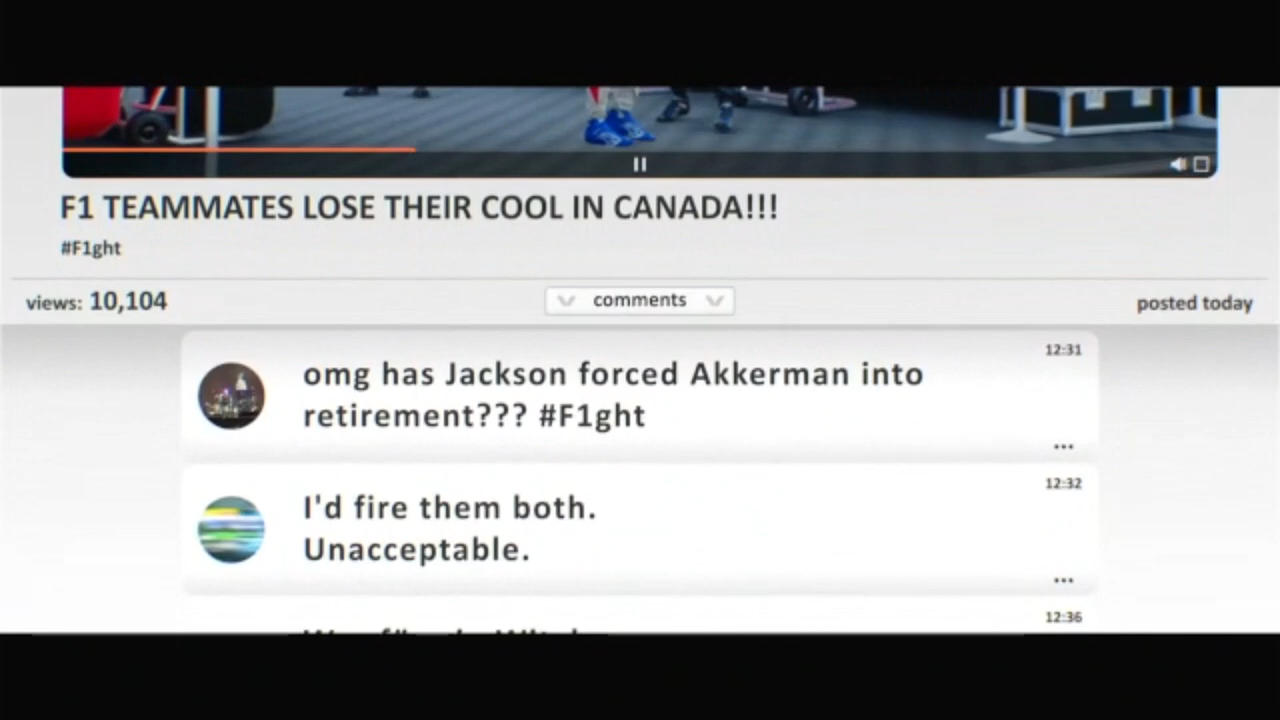 F1 TEAMMATES LOSE THEIR COOL IN CANADA!!!
#F1ght
views: 10,104
comments
posted today
12:31
omg has Jackson forced Akkerman into
retirement??? #F1ght
...
12:32
I'd fire them both.
Unacceptable.
...
12:36